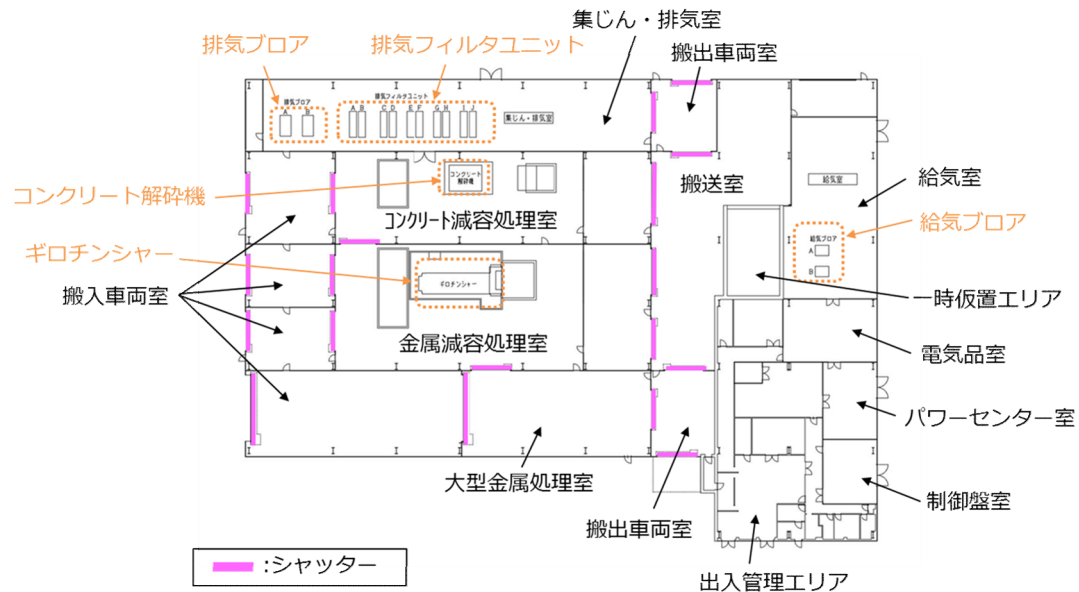 集じん・排気室
排気ブロア
排気フィルタユニット
搬出車両室
排気フィルタユニット
排気ブロア
A
B
A B
C D
E F
G H
I J
集じん・排気室
コンクリート解砕機
コンクリート
解砕機
搬送室
給気室
給気室
コンクリート減容処理室
給気ブロア
給気ブロア
A
B
ギロチンシャー
ギロチンシャー
搬入車両室
一時仮置エリア
金属減容処理室
電気品室
パワーセンター室
大型金属処理室
制御盤室
搬出車両室
:シャッター
出入管理エリア